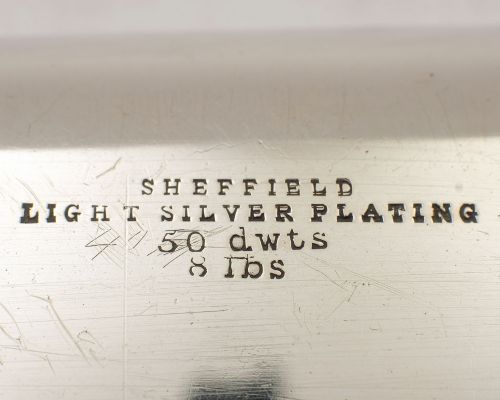 SHEFFIELD
LIGHT SILVER PLATING
50 dwts
8 lbs